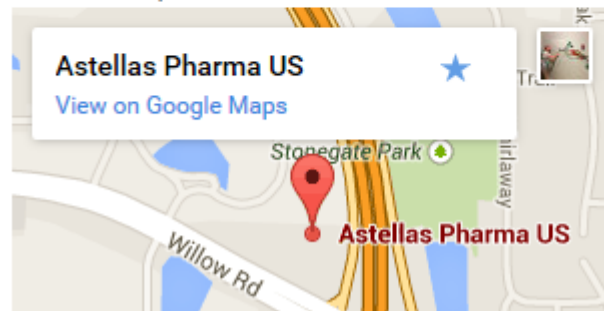 Astellas Pharma US
View on Google Maps
Stonegate Park
Astellas Pharma US
Willow Rd